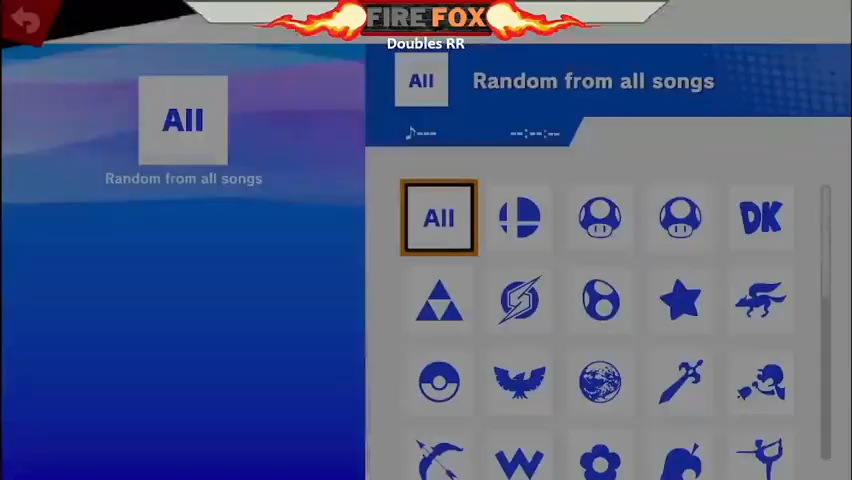 FIRE FOX
Doubles RR
All
Random from all songs
All
Random from all songs
♪--- --:--:--
All
DK